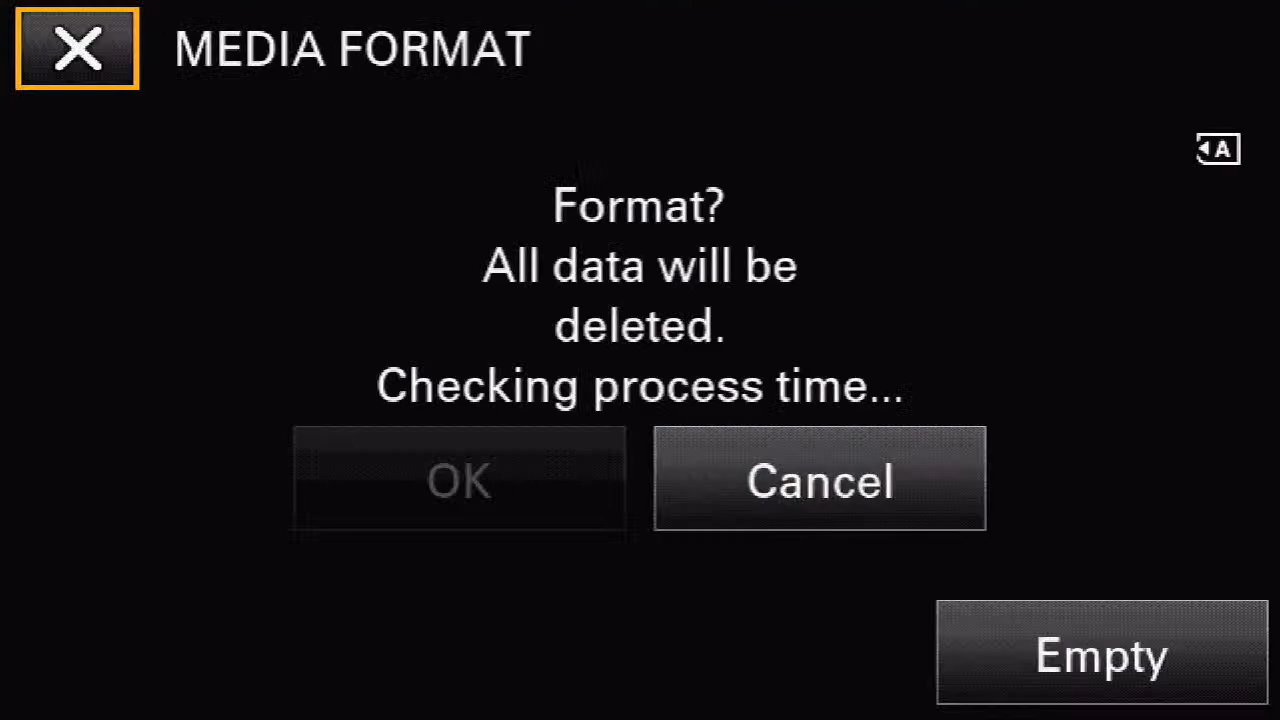 MEDIA FORMAT
A
Format?
All data will be
deleted.
Checking process time...
OK
Cancel
Empty